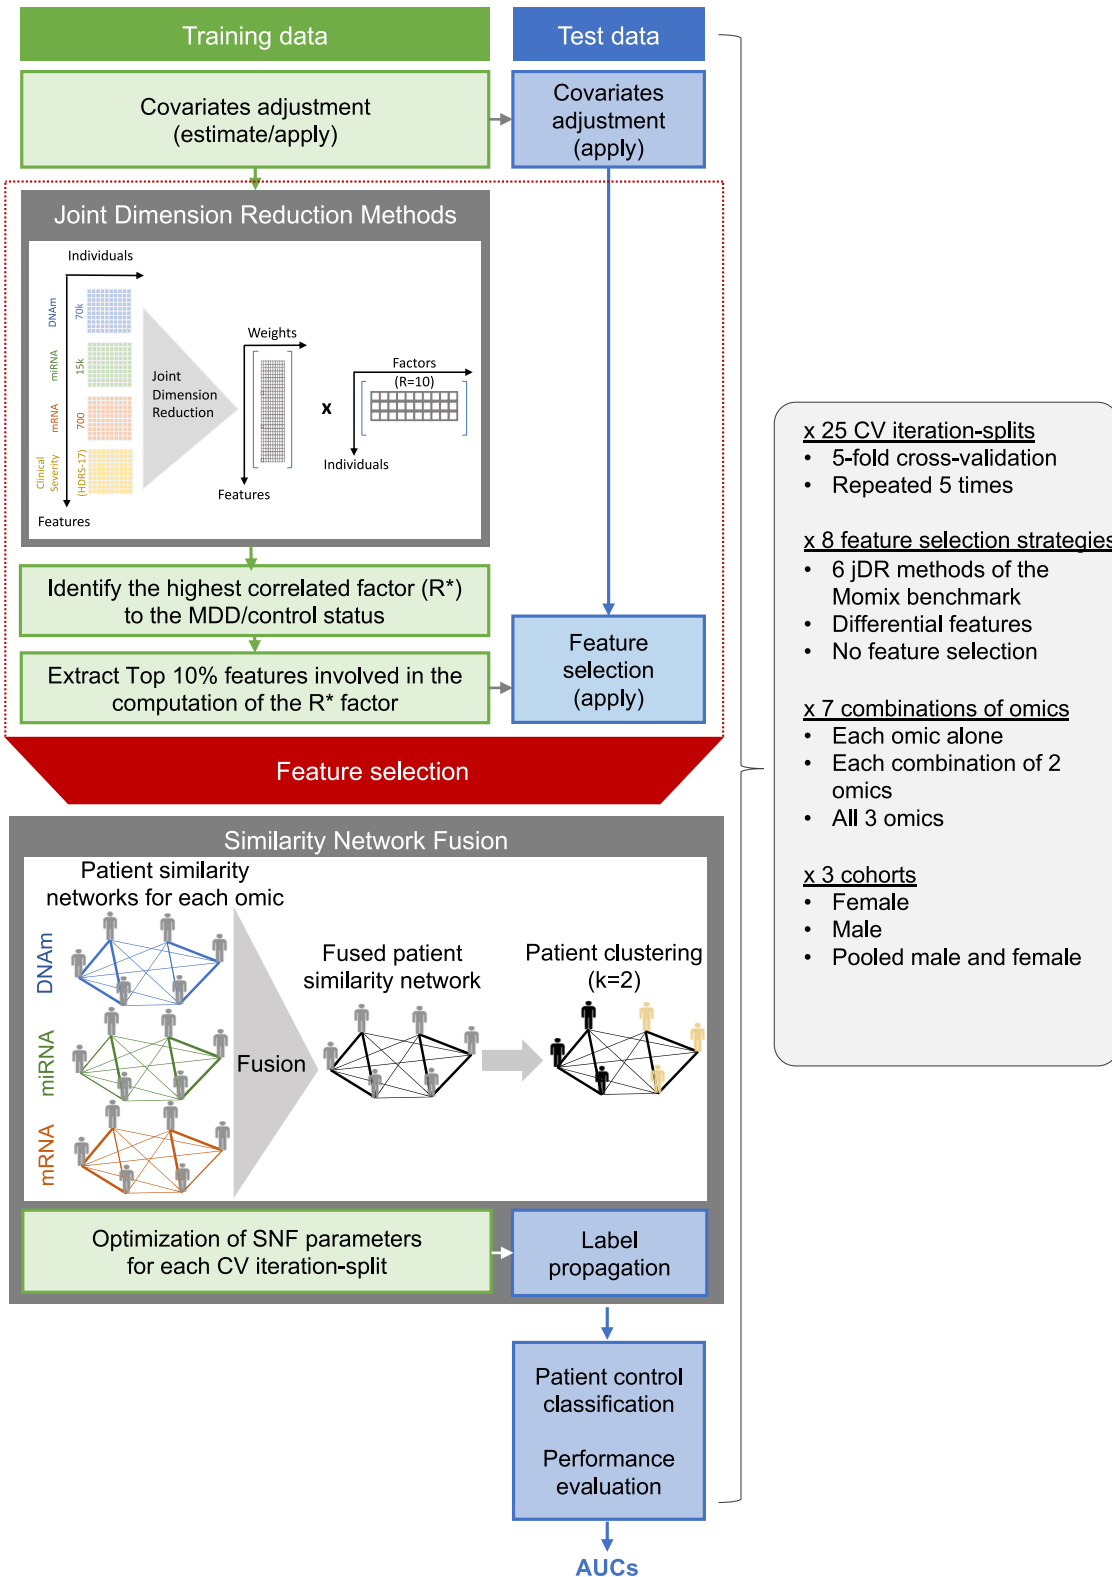 Training data
Test data
Covariates adjustment
(estimate/apply)
Covariates
adjustment
(apply)
Joint Dimension Reduction Methods
Individuals
DNAm
70k
miRNA
15k
mRNA
700
Clinical
Severity
(HDRS-17)
Features
Joint
Dimension
Reduction
Weights
Features
x
Factors
(R=10)
Individuals
Identify the highest correlated factor (R*)
to the MDD/control status
Extract Top 10% features involved in the
computation of the R* factor
Feature
selection
(apply)
Feature selection
Similarity Network Fusion
Patient similarity
networks for each omic
DNAm
miRNA
mRNA
Fusion
Fused patient
similarity network
Patient clustering
(k=2)
Optimization of SNF parameters
for each CV iteration-split
Label
propagation
Patient control
classification
Performance
evaluation
AUCs
x 25 CV iteration-splits
• 5-fold cross-validation
• Repeated 5 times
x 8 feature selection strategies
• 6 jDR methods of the
Momix benchmark
• Differential features
• No feature selection
x 7 combinations of omics
• Each omic alone
• Each combination of 2
omics
• All 3 omics
x 3 cohorts
• Female
• Male
• Pooled male and female